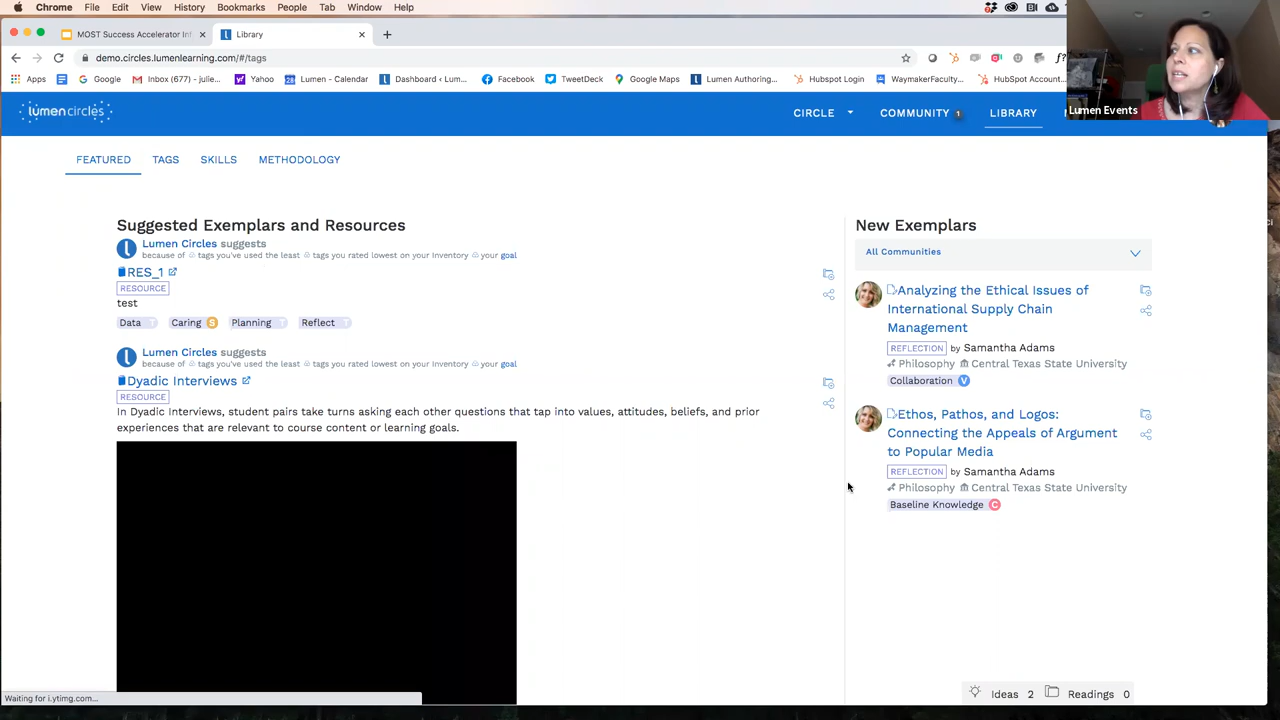 Chrome File Edit View History Bookmarks People Tab Window Help
MOST Success Accelerator Inf
Library
demo.circles.lumenlearning.com/#/tags
Apps Google Inbox (677) - julie... Yahoo Lumen - Calendar Dashboard ‹ Lum... Facebook TweetDeck Google Maps Lumen Authoring... Hubspot Login WaymakerFaculty... HubSpot Account...
Lumen Events
lumencircles
CIRCLE COMMUNITY 1 LIBRARY
FEATURED TAGS SKILLS METHODOLOGY
Suggested Exemplars and Resources
Lumen Circles suggests
because of tags you've used the least tags you rated lowest on your Inventory your goal
RES_1
RESOURCE
test
Data T Caring S Planning T Reflect T
Lumen Circles suggests
because of tags you've used the least tags you rated lowest on your Inventory your goal
Dyadic Interviews
RESOURCE
In Dyadic Interviews, student pairs take turns asking each other questions that tap into values, attitudes, beliefs, and prior
experiences that are relevant to course content or learning goals.
New Exemplars
All Communities
Analyzing the Ethical Issues of
International Supply Chain
Management
REFLECTION by Samantha Adams
Philosophy Central Texas State University
Collaboration V
Ethos, Pathos, and Logos:
Connecting the Appeals of Argument
to Popular Media
REFLECTION by Samantha Adams
Philosophy Central Texas State University
Baseline Knowledge C
Waiting for i.ytimg.com...
Ideas 2 Readings 0